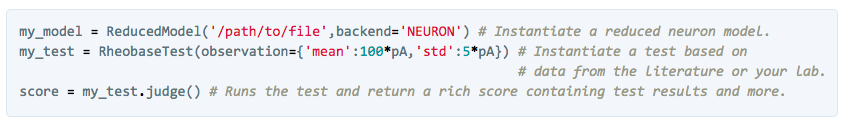 my_model = ReducedModel('/path/to/file',backend='NEURON') # Instantiate a reduced neuron model.
my_test = RheobaseTest(observation={'mean':100*pA,'std':5*pA}) # Instantiate a test based on
# data from the literature or your lab.
score = my_test.judge() # Runs the test and return a rich score containing test results and more.